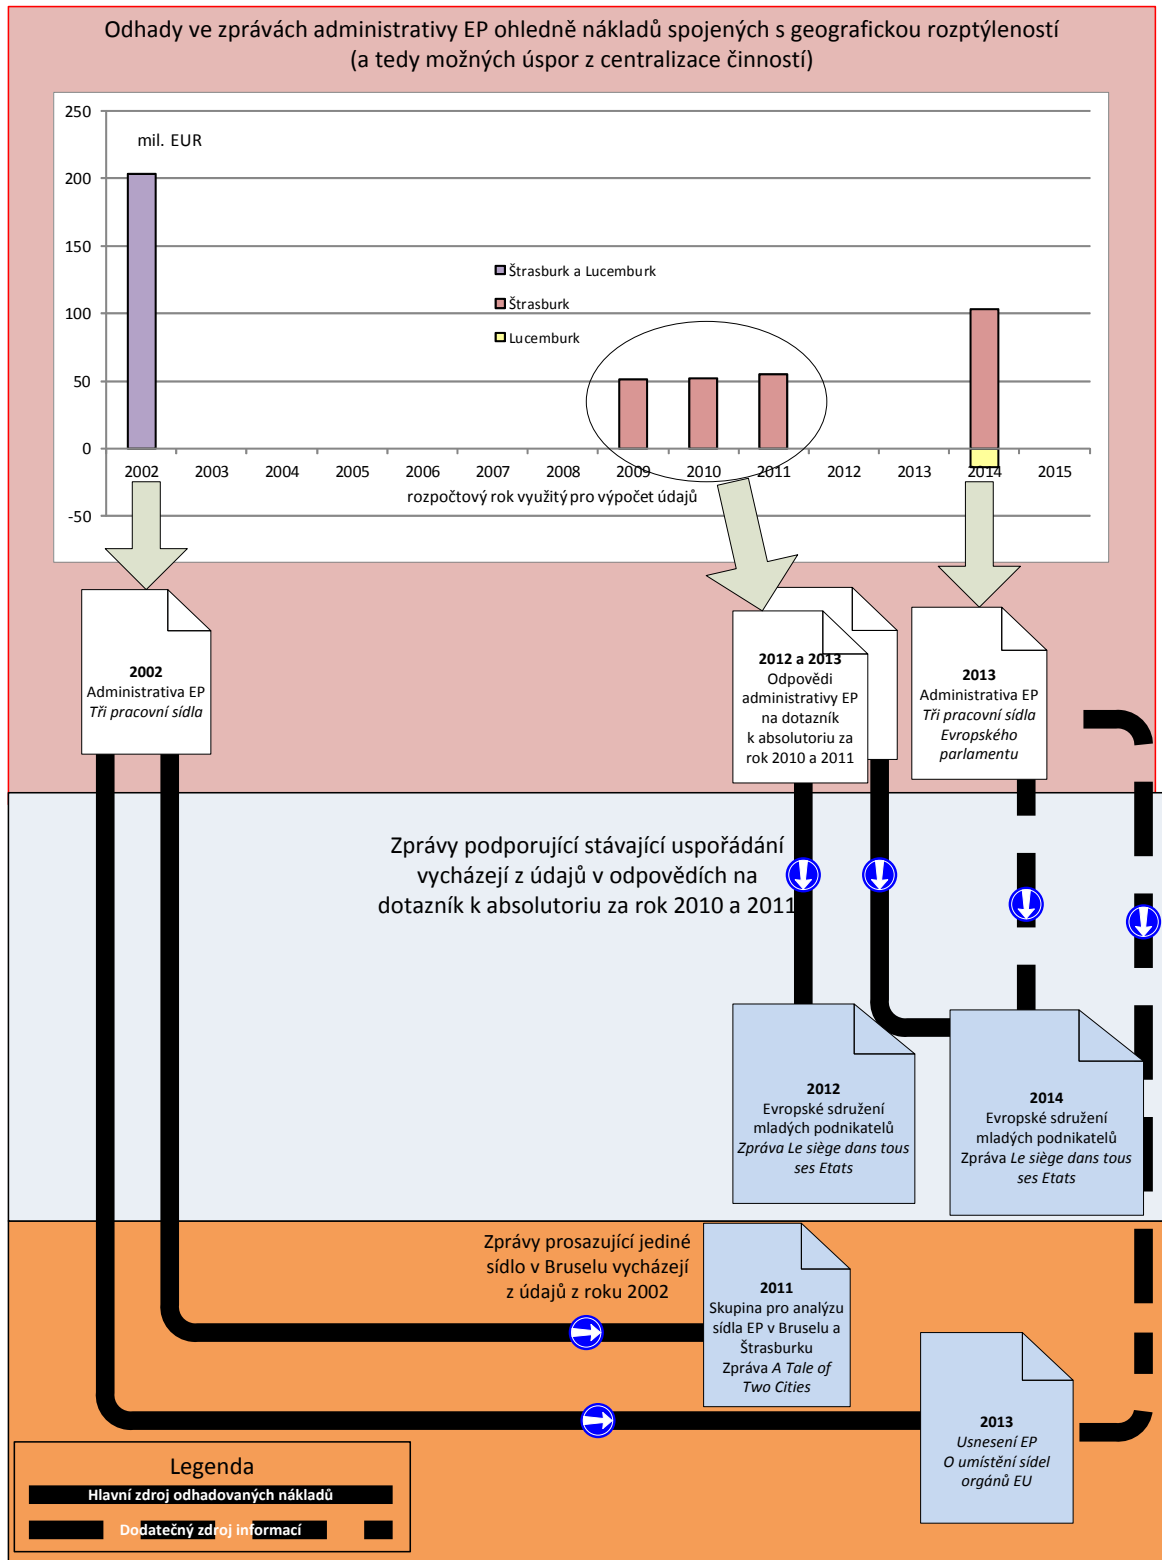 Odhady ve zprávách administrativy EP ohledně nákladů spojených s geografickou rozptýleností
(a tedy možných úspor z centralizace činností)
250
mil. EUR
200
150
Štrasburk a Lucemburk
100
Štrasburk
Lucemburk
50
0
2002 2003 2004 2005 2006 2007 2008 2009 2010 2011 2012 2013 2014 2015
rozpočtový rok využitý pro výpočet údajů
-50
2002
Administrativa EP
Tři pracovní sídla
2012 a 2013
Odpovědi
administrativy EP
na dotazník
k absolutoriu za
rok 2010 a 2011
2013
Administrativa EP
Tři pracovní sídla
Evropského
parlamentu
Zprávy podporující stávající uspořádání
vycházejí z údajů v odpovědích na
dotazník k absolutoriu za rok 2010 a 2011
2012
Evropské sdružení
mladých podnikatelů
Zpráva Le siège dans tous
ses Etats
2014
Evropské sdružení
mladých podnikatelů
Zpráva Le siège dans tous
ses Etats
Zprávy prosazující jediné
sídlo v Bruselu vycházejí
z údajů z roku 2002
2011
Skupina pro analýzu
sídla EP v Bruselu a
Štrasburku
Zpráva A Tale of
Two Cities
2013
Usnesení EP
O umístění sídel
orgánů EU
Legenda
Hlavní zdroj odhadovaných nákladů
Dodatečný zdroj informací